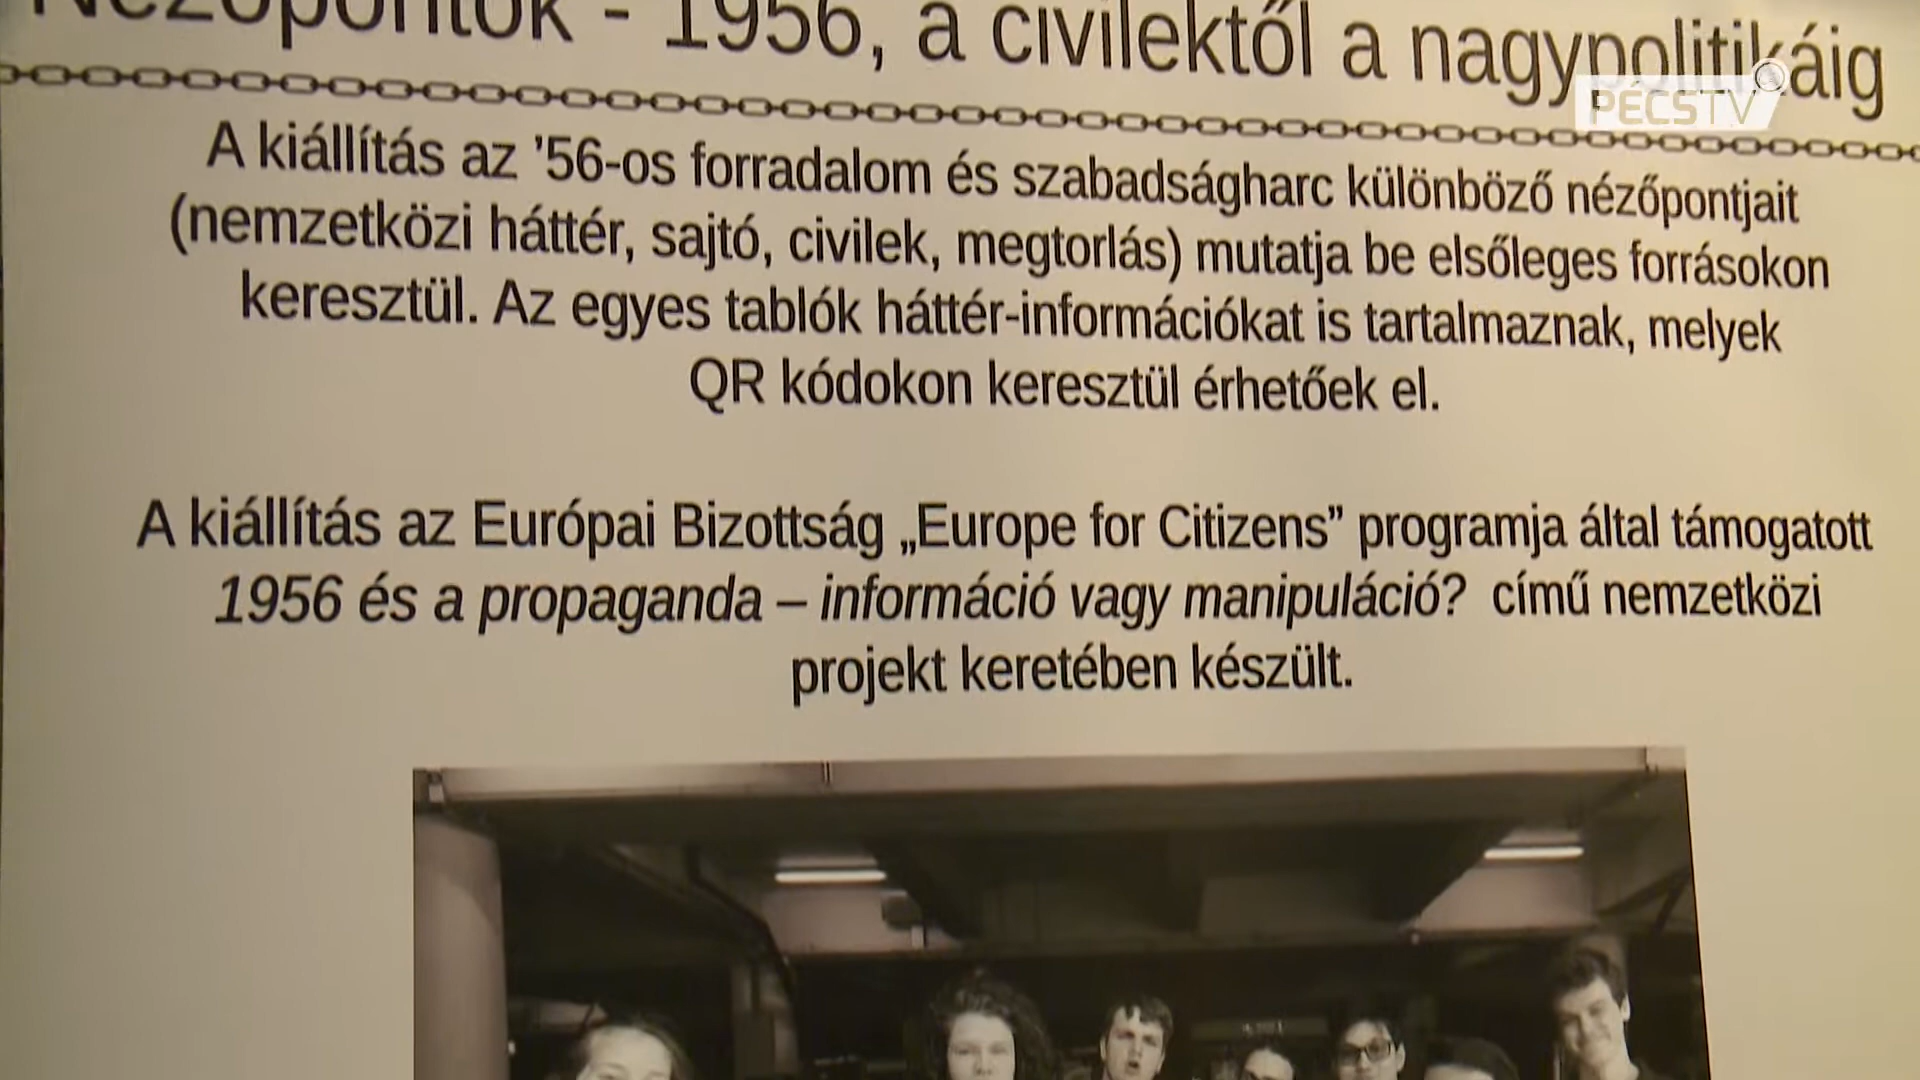 Nézőpontok - 1956, a civilektől a nagypolitikáig
PÉCSTV
A kiállítás az ’56-os forradalom és szabadságharc különböző nézőpontjait
(nemzetközi háttér, sajtó, civilek, megtorlás) mutatja be elsőleges forrásokon
keresztül. Az egyes tablók háttér-információkat is tartalmaznak, melyek
QR kódokon keresztül érhetőek el.
A kiállítás az Európai Bizottság „Europe for Citizens” programja által támogatott
1956 és a propaganda – információ vagy manipuláció? című nemzetközi
projekt keretében készült.